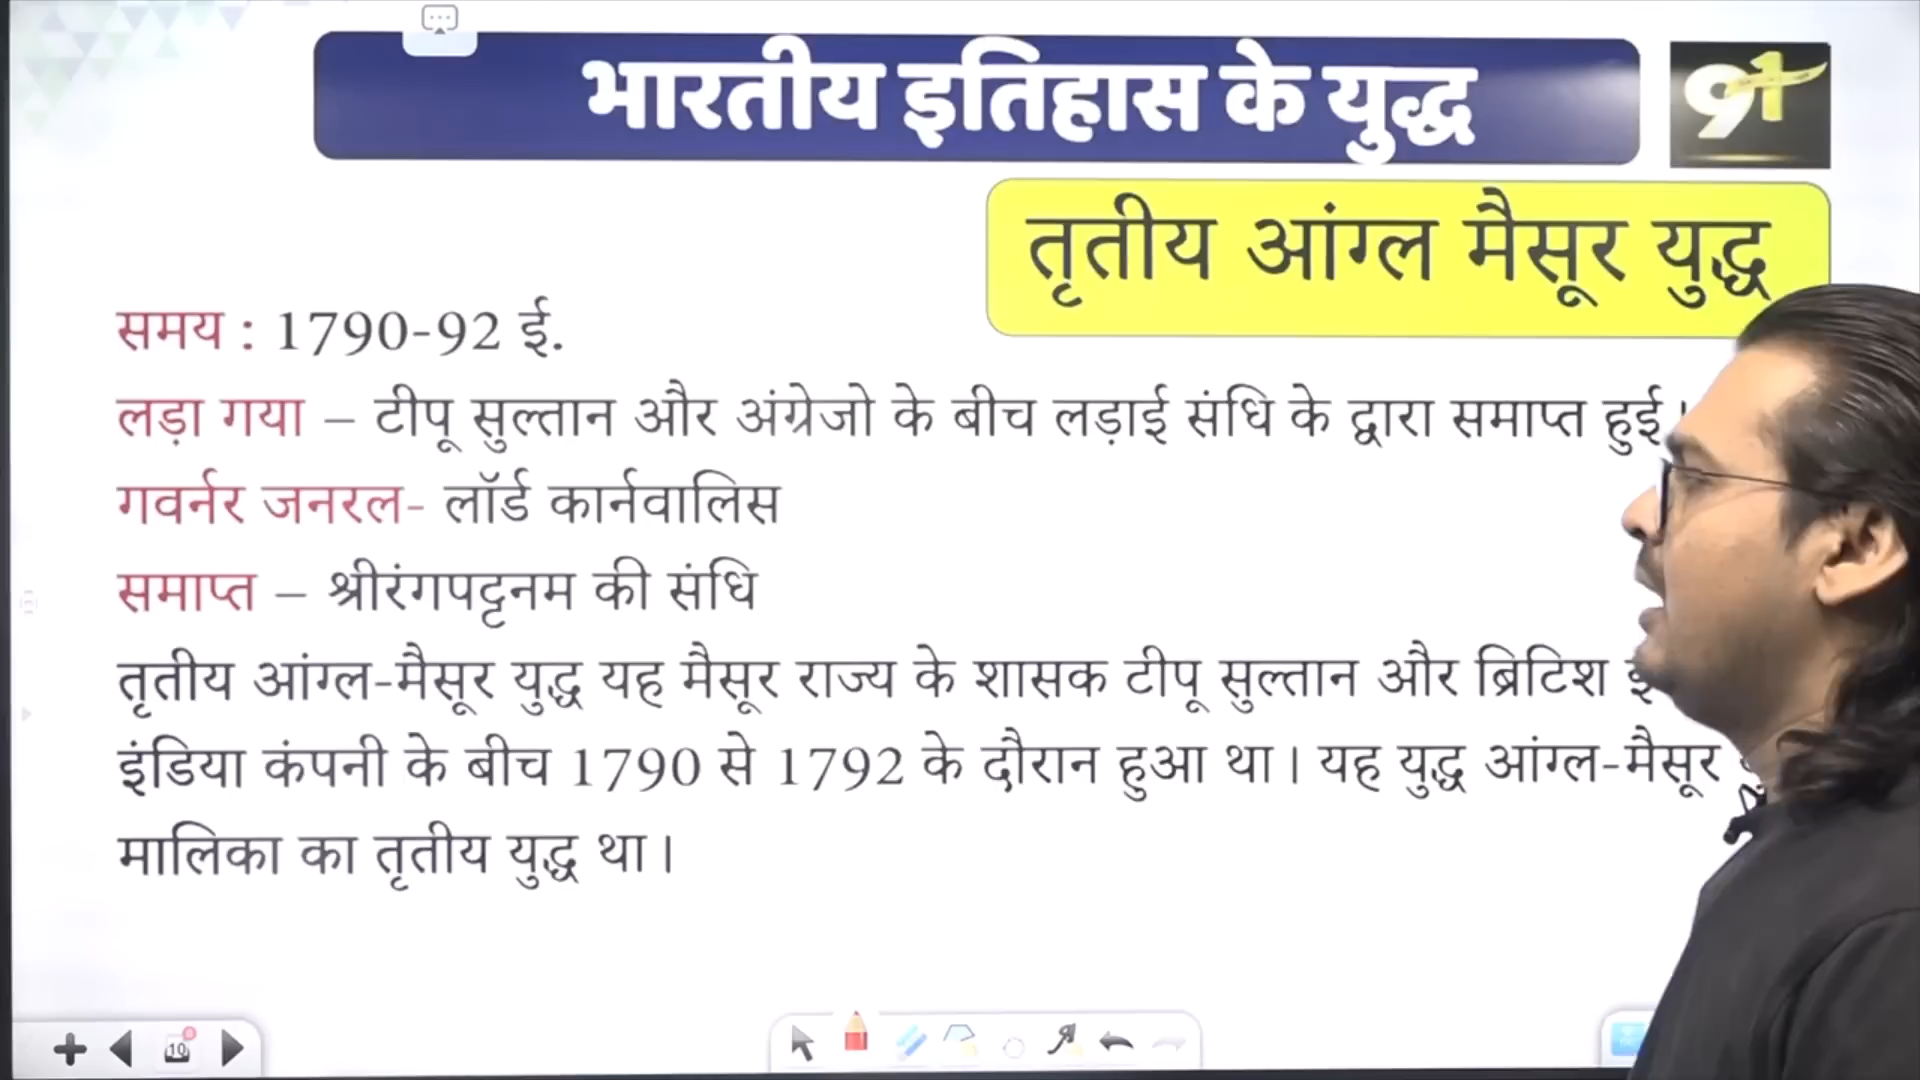 भारतीय इतिहास के युद्ध
91
तृतीय आंग्ल मैसूर युद्ध
समय : 1790-92 ई.
लड़ा गया – टीपू सुल्तान और अंग्रेजो के बीच लड़ाई संधि के द्वारा समाप्त हुई।
गवर्नर जनरल- लॉर्ड कार्नवालिस
समाप्त – श्रीरंगपट्टनम की संधि
तृतीय आंग्ल-मैसूर युद्ध यह मैसूर राज्य के शासक टीपू सुल्तान और ब्रिटिश
इंडिया कंपनी के बीच 1790 से 1792 के दौरान हुआ था। यह युद्ध आंग्ल-मैसूर
मालिका का तृतीय युद्ध था।
10